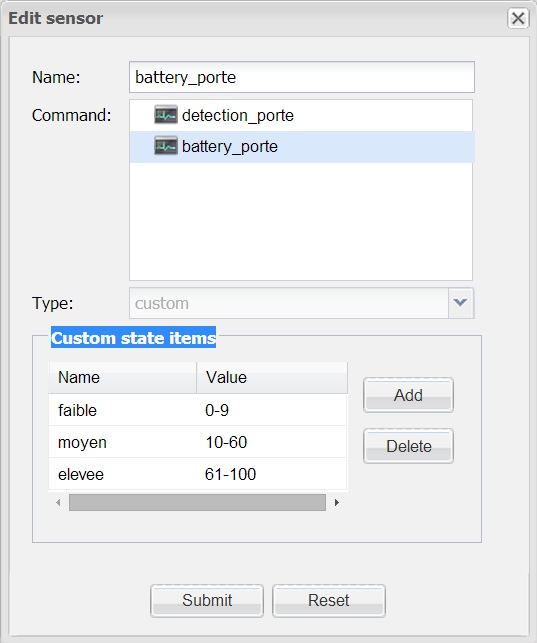 Edit sensor
Name: battery_porte
Command: detection_porte
battery_porte
Type: custom
Custom state items
Name Value
faible 0-9
moyen 10-60
elevee 61-100
Add
Delete
Submit Reset